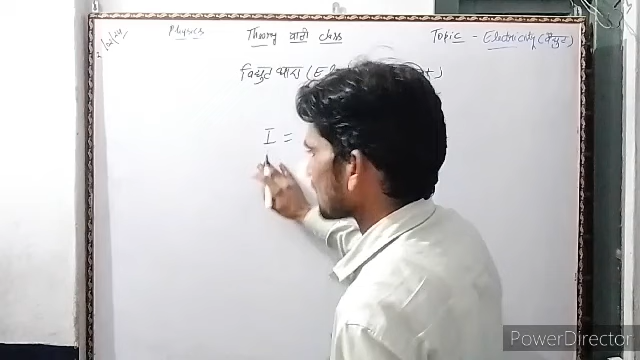 Physics Theory वाली class Topic - Electricity (विद्युत)
विद्युत धारा (
I =
PowerDirector